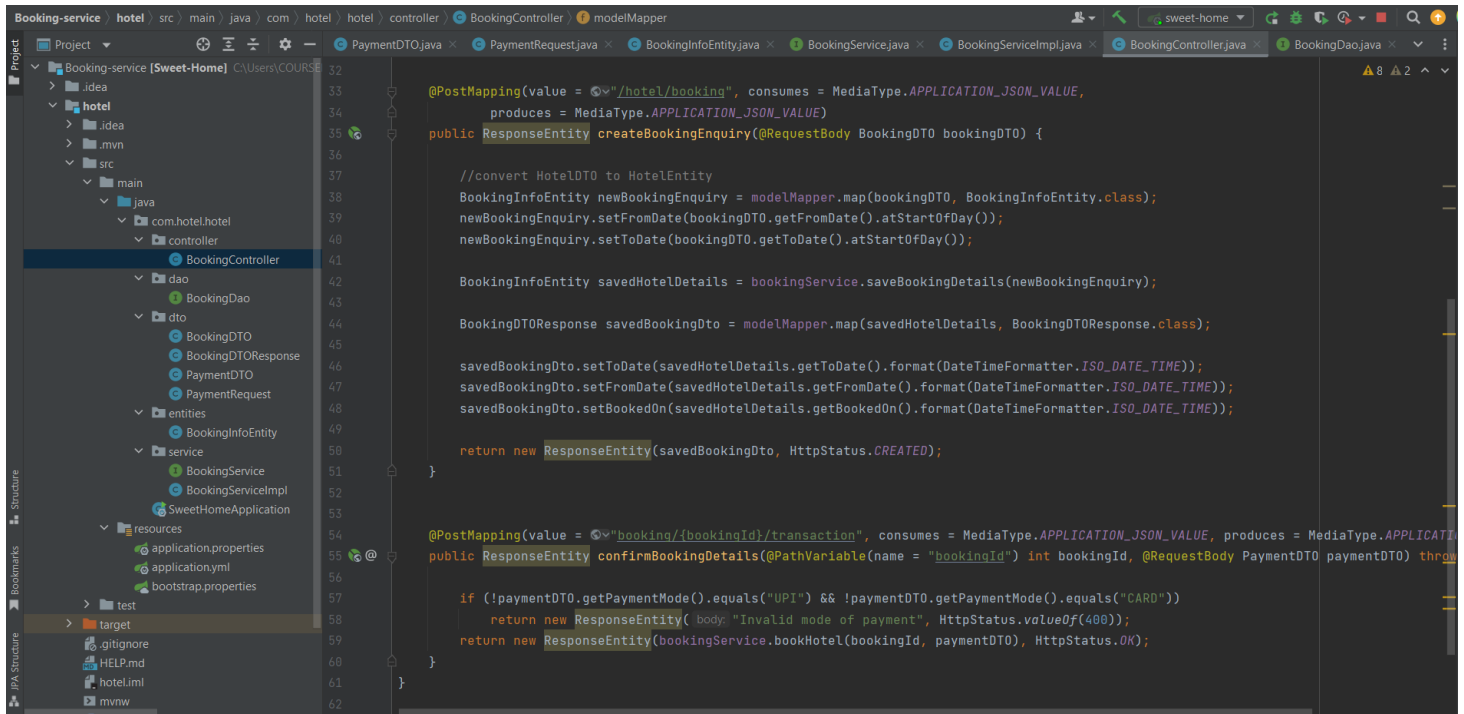 Booking-service hotel src main java com hotel hotel controller BookingController modelMapper sweet-home
Project PaymentDTO.java PaymentRequest.java BookingInfoEntity.java BookingService.java BookingServiceImpl.java BookingController.java BookingDao.java
Project
Booking-service [Sweet-Home] C:\Users\COURSE
.idea
hotel
.idea
.mvn
src
main
java
com.hotel.hotel
controller
BookingController
dao
BookingDao
dto
BookingDTO
BookingDTOResponse
PaymentDTO
PaymentRequest
entities
BookingInfoEntity
service
BookingService
BookingServiceImpl
SweetHomeApplication
resources
application.properties
application.yml
bootstrap.properties
test
target
.gitignore
HELP.md
hotel.iml
mvnw
Structure
Bookmarks
JPA Structure
8 2
32
33 @PostMapping(value = "/hotel/booking", consumes = MediaType.APPLICATION_JSON_VALUE,
34 produces = MediaType.APPLICATION_JSON_VALUE)
35 public ResponseEntity createBookingEnquiry(@RequestBody BookingDTO bookingDTO) {
36
37 //convert HotelDTO to HotelEntity
38 BookingInfoEntity newBookingEnquiry = modelMapper.map(bookingDTO, BookingInfoEntity.class);
39 newBookingEnquiry.setFromDate(bookingDTO.getFromDate().atStartOfDay());
40 newBookingEnquiry.setToDate(bookingDTO.getToDate().atStartOfDay());
41
42 BookingInfoEntity savedHotelDetails = bookingService.saveBookingDetails(newBookingEnquiry);
43
44 BookingDTOResponse savedBookingDto = modelMapper.map(savedHotelDetails, BookingDTOResponse.class);
45
46 savedBookingDto.setToDate(savedHotelDetails.getToDate().format(DateTimeFormatter.ISO_DATE_TIME));
47 savedBookingDto.setFromDate(savedHotelDetails.getFromDate().format(DateTimeFormatter.ISO_DATE_TIME));
48 savedBookingDto.setBookedOn(savedHotelDetails.getBookedOn().format(DateTimeFormatter.ISO_DATE_TIME));
49
50 return new ResponseEntity(savedBookingDto, HttpStatus.CREATED);
51 }
52
53
54 @PostMapping(value = "booking/{bookingId}/transaction", consumes = MediaType.APPLICATION_JSON_VALUE, produces = MediaType.APPLICATI
55 @ public ResponseEntity confirmBookingDetails(@PathVariable(name = "bookingId") int bookingId, @RequestBody PaymentDTO paymentDTO) throw
56
57 if (!paymentDTO.getPaymentMode().equals("UPI") && !paymentDTO.getPaymentMode().equals("CARD"))
58 return new ResponseEntity( body: "Invalid mode of payment", HttpStatus.valueOf(400));
59 return new ResponseEntity(bookingService.bookHotel(bookingId, paymentDTO), HttpStatus.OK);
60 }
61 }
62